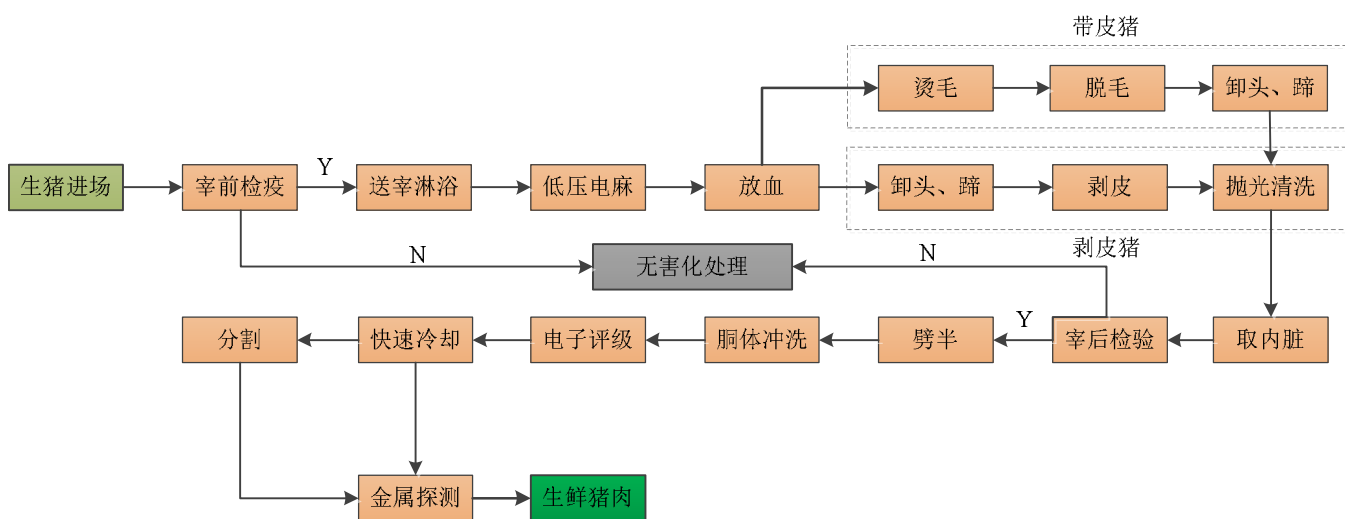 带皮猪
烫毛
脱毛
卸头、蹄
生猪进场
宰前检疫
Y
送宰淋浴
低压电麻
放血
卸头、蹄
剥皮
抛光清洗
剥皮猪
N
无害化处理
N
分割
快速冷却
电子评级
胴体冲洗
劈半
Y
宰后检验
取内脏
金属探测
生鲜猪肉